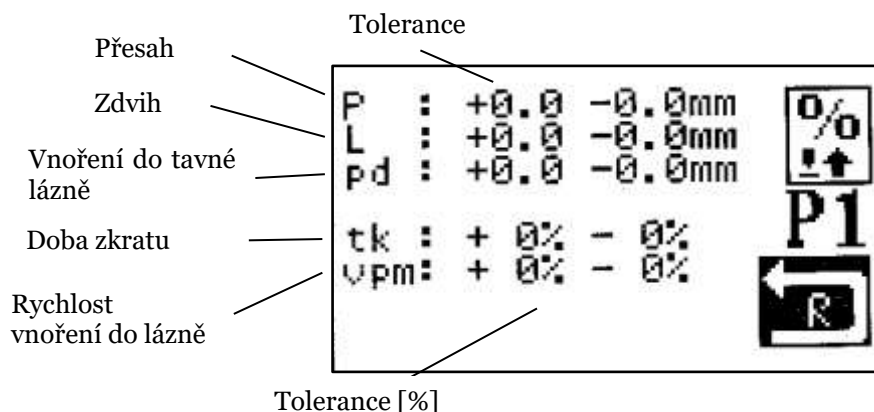 Tolerance
Přesah
Zdvih
Vnoření do tavné
lázně
Doba zkratu
Rychlost
vnoření do lázně
P : +0.0 -0.0mm
L : +0.0 -0.0mm
pd : +0.0 -0.0mm
tk : + 0% - 0%
vpm: + 0% - 0%
%
P1
R
Tolerance [%]